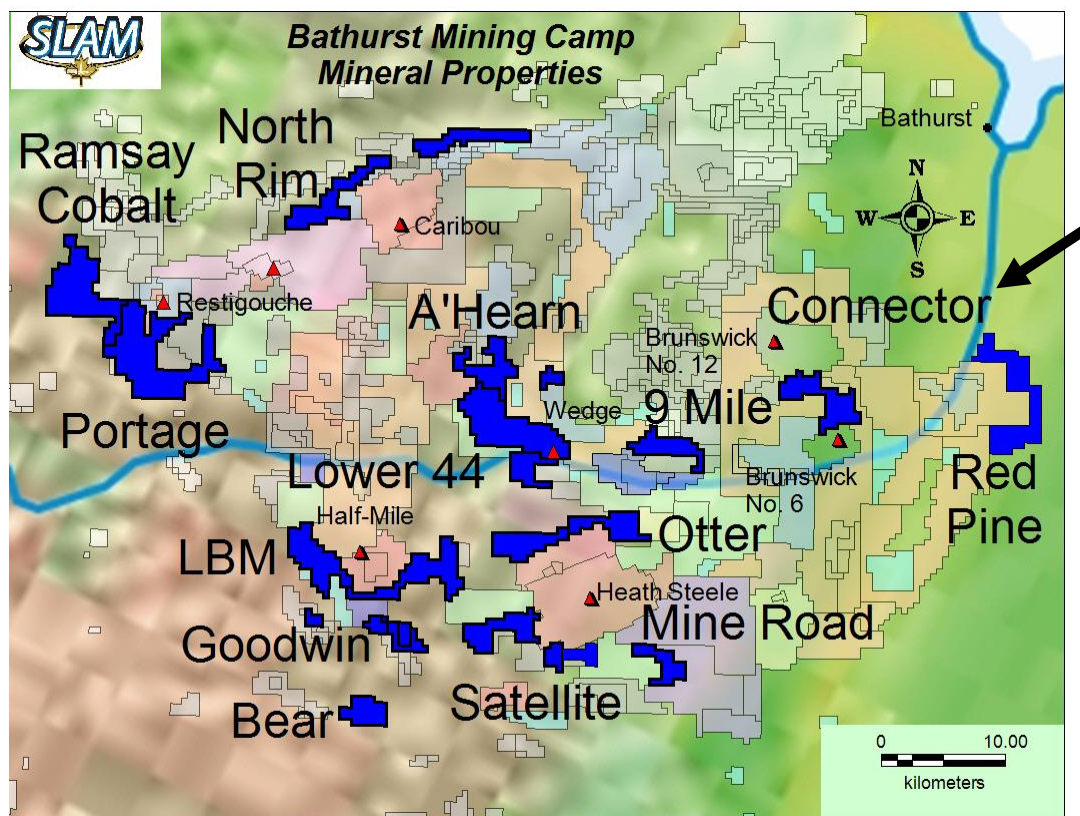 SLAM
Bathurst Mining Camp
Mineral Properties
Bathurst
North
Rim
Ramsay
Cobalt
N
W
E
S
Caribou
Restigouche
A'Hearn
Connector
Brunswick
No. 12
9 Mile
Wedge
Portage
Lower 44
Brunswick
No. 6
Red
Pine
Half-Mile
LBM
Otter
Heath Steele
Mine Road
Goodwin
Satellite
Bear
0 10.00
kilometers